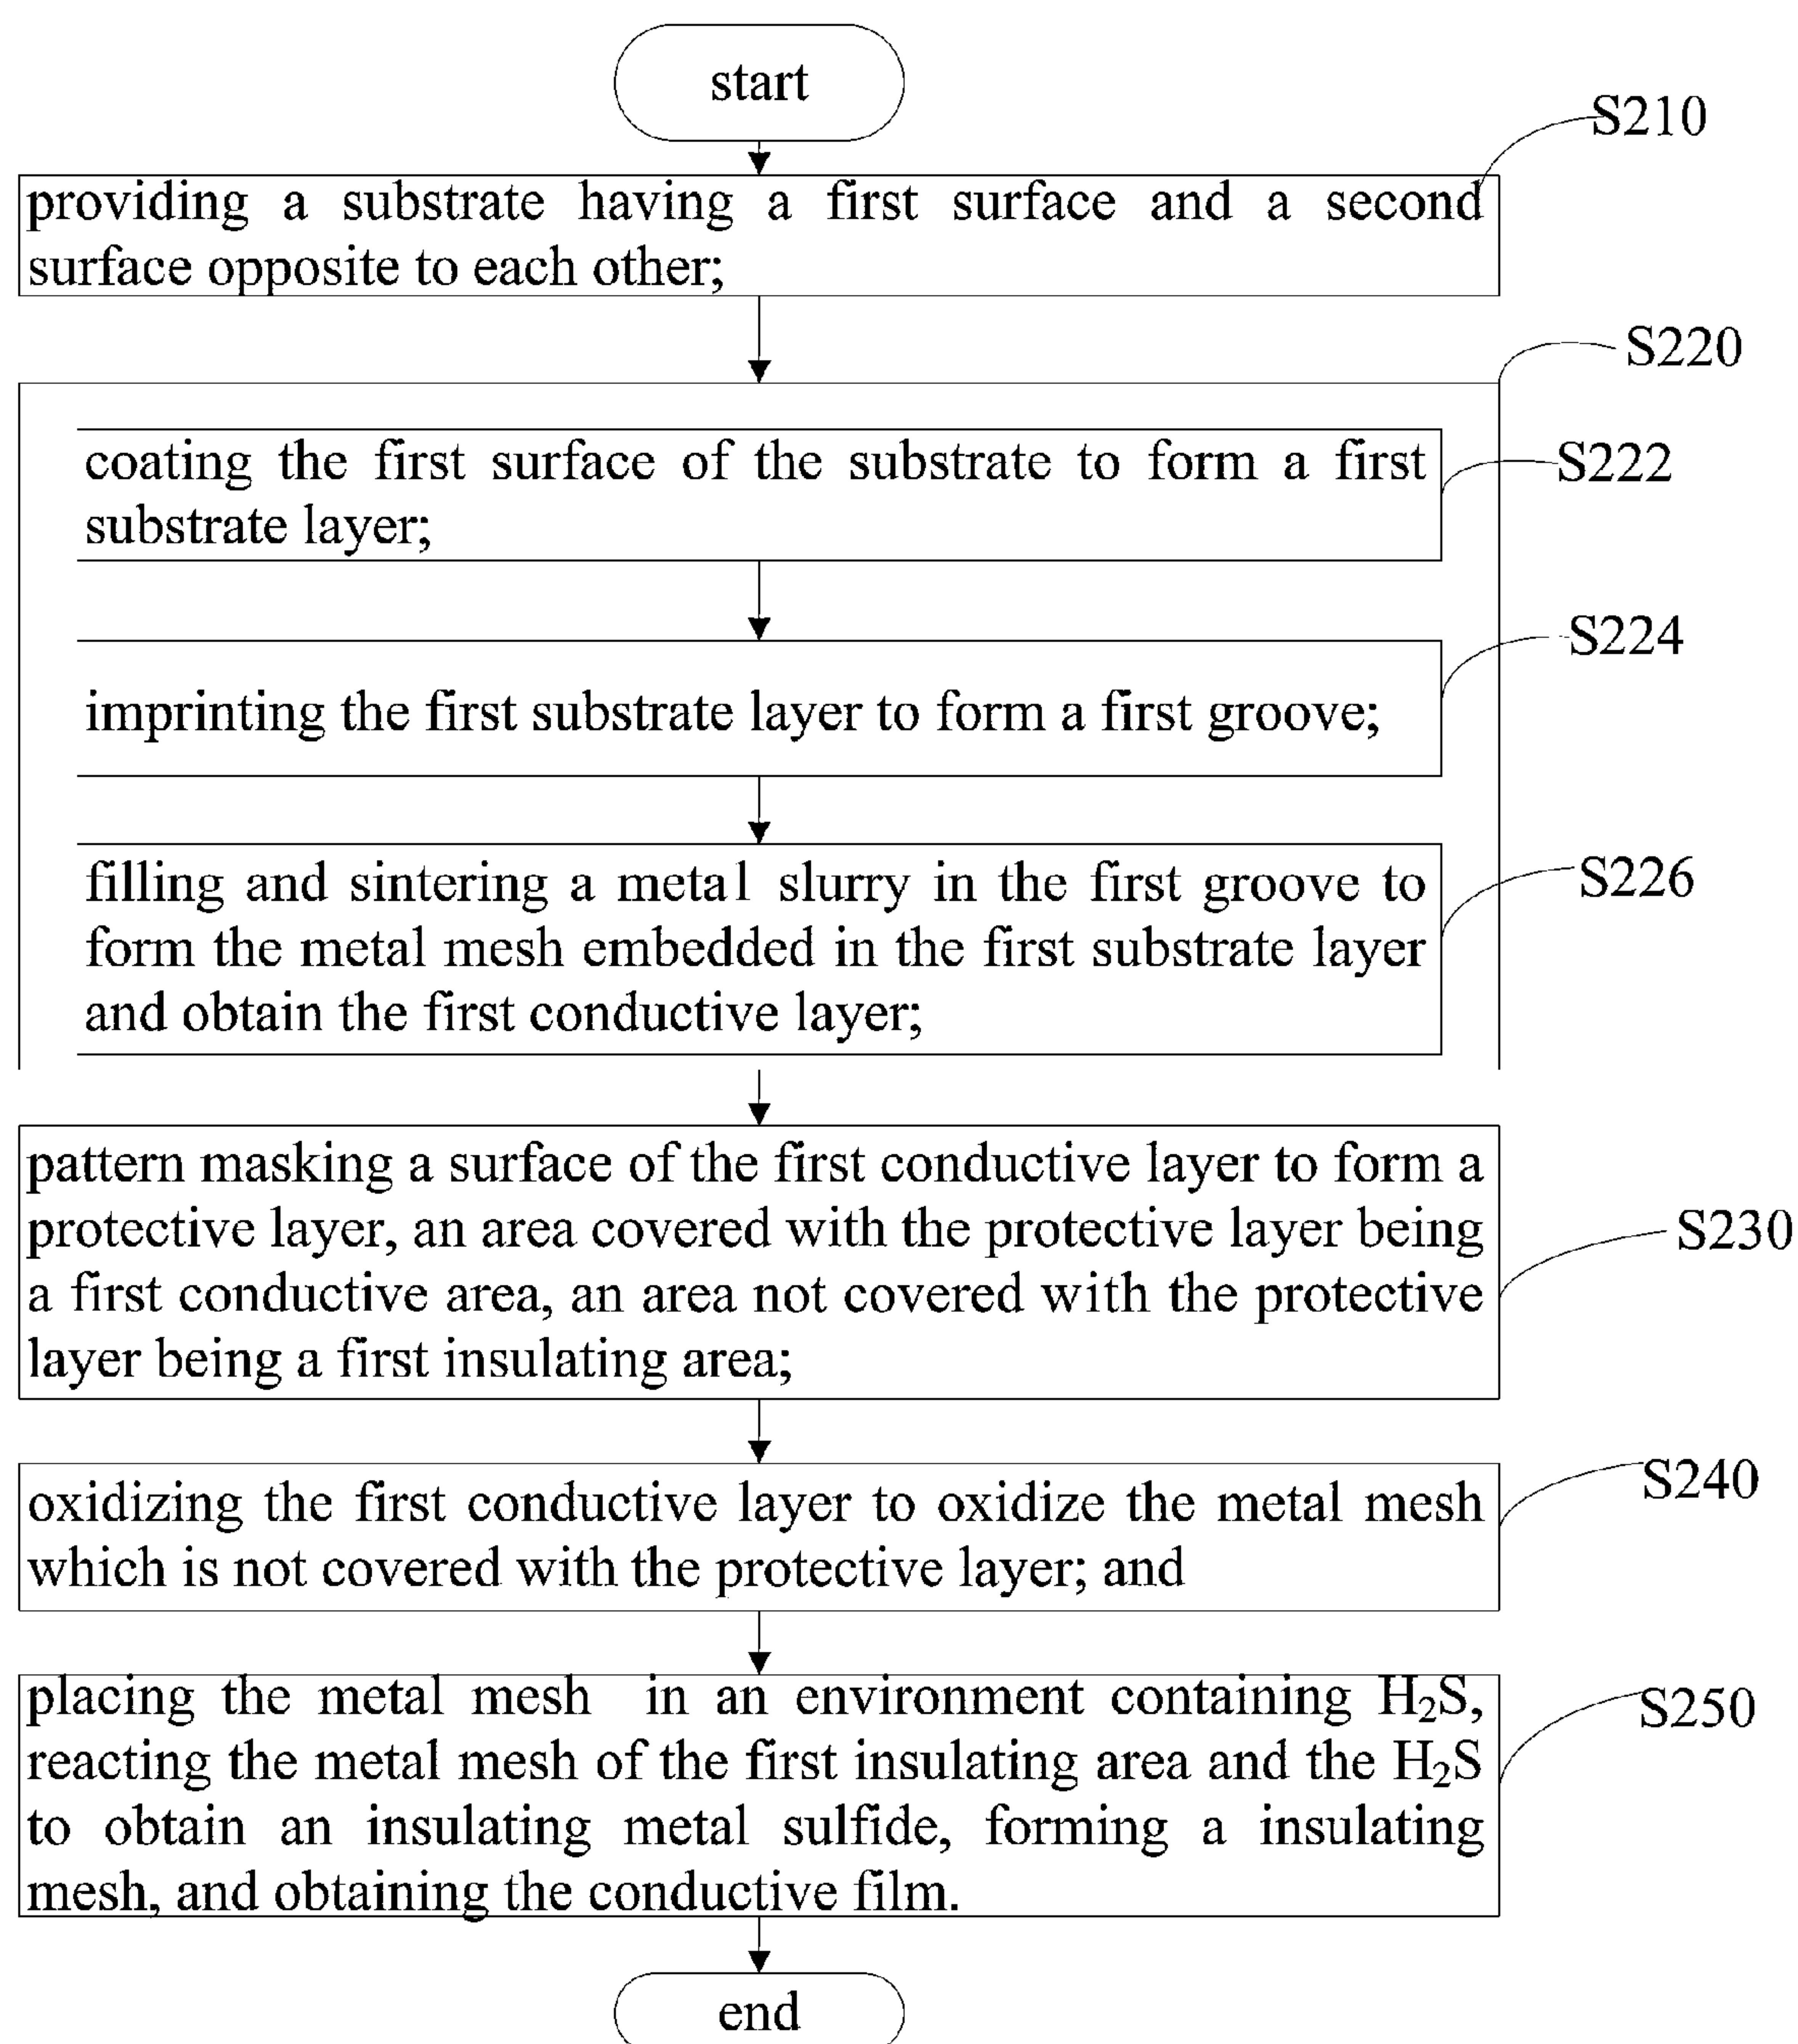 start
S210
providing a substrate having a first surface and a second
surface opposite to each other;
S220
coating the first surface of the substrate to form a first
substrate layer;
S222
imprinting the first substrate layer to form a first groove;
S224
filling and sintering a metal slurry in the first groove to
form the metal mesh embedded in the first substrate layer
and obtain the first conductive layer;
S226
pattern masking a surface of the first conductive layer to form a
protective layer, an area covered with the protective layer being
a first conductive area, an area not covered with the protective
layer being a first insulating area;
S230
oxidizing the first conductive layer to oxidize the metal mesh
which is not covered with the protective layer; and
S240
placing the metal mesh in an environment containing H₂S,
reacting the metal mesh of the first insulating area and the H₂S
to obtain an insulating metal sulfide, forming a insulating
mesh, and obtaining the conductive film.
S250
end